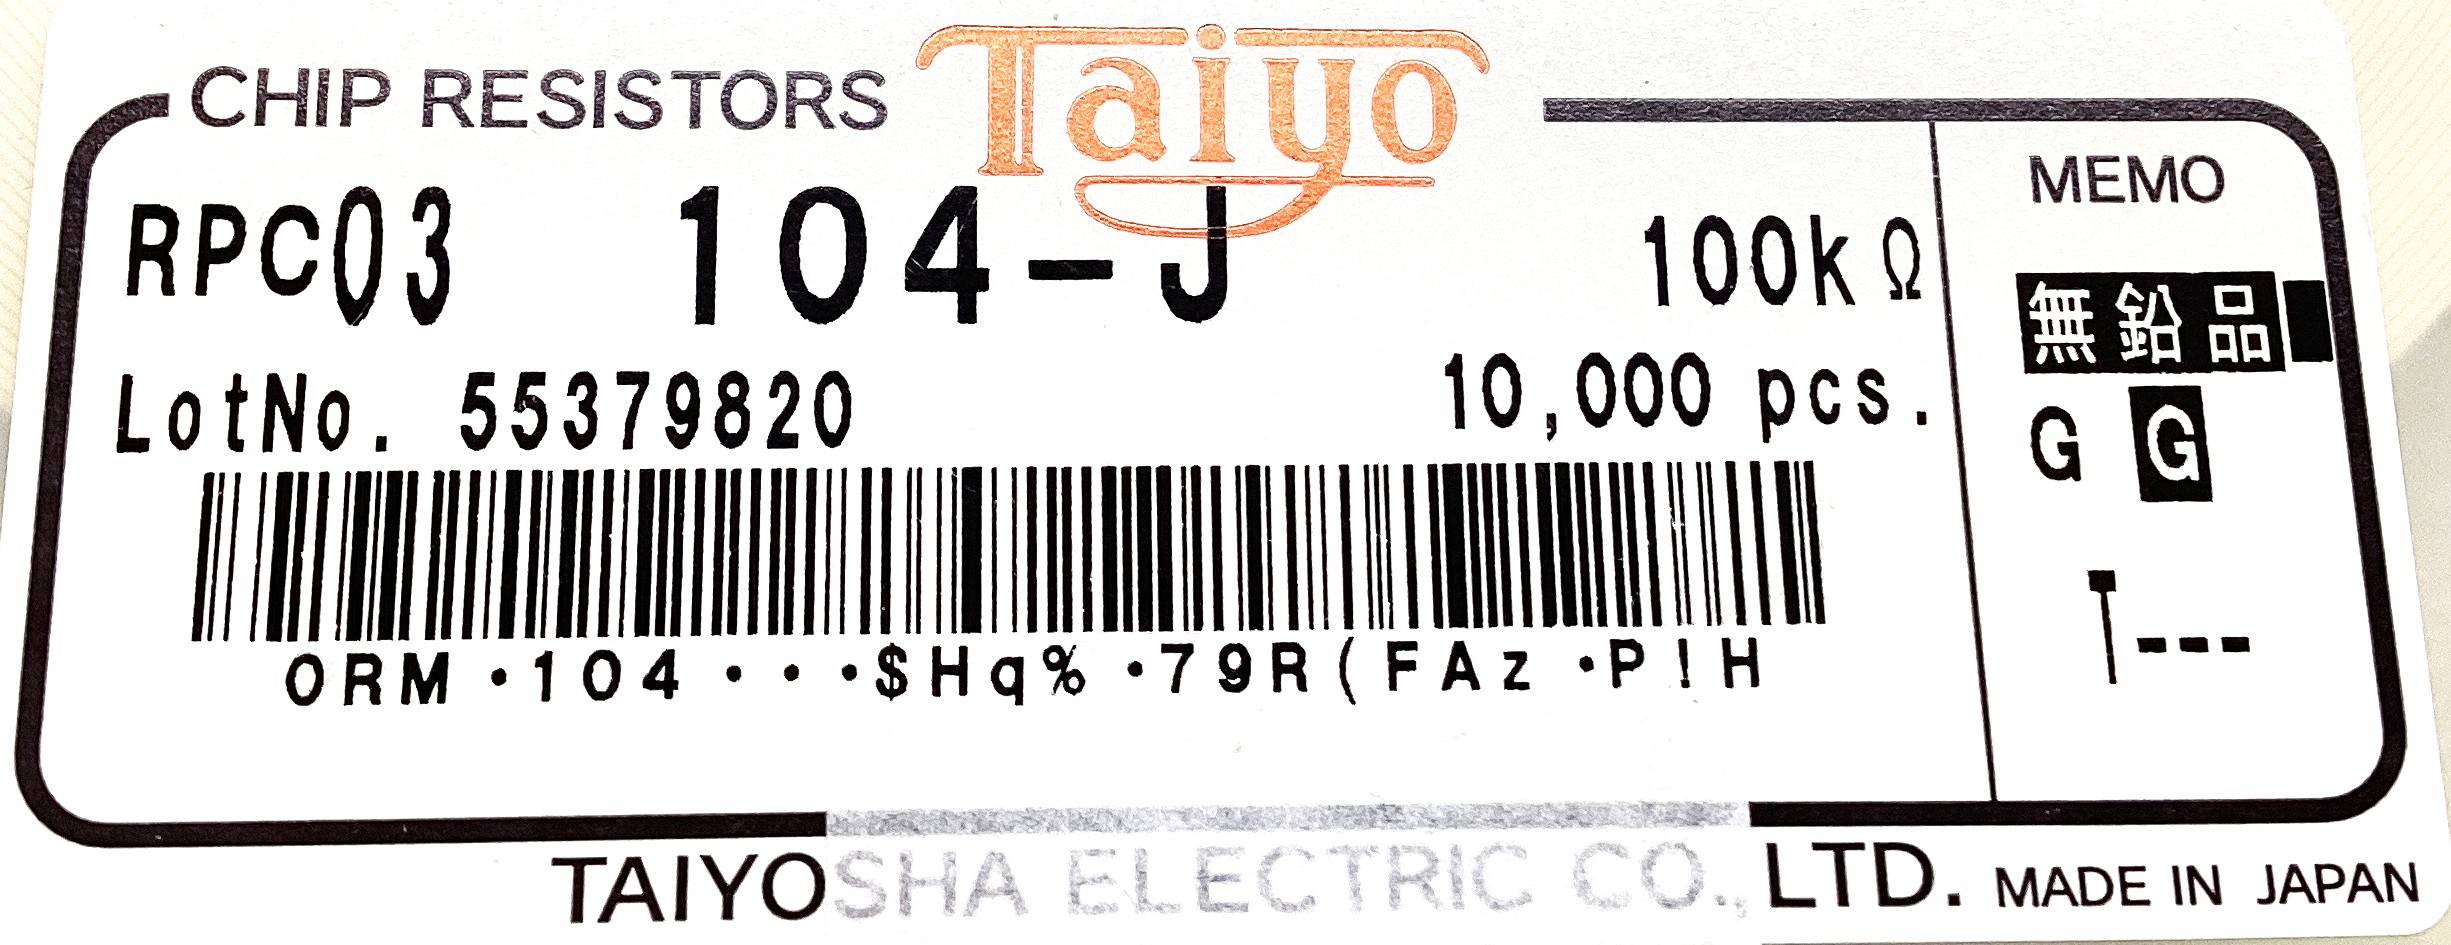 CHIP RESISTORS Taiyo
RPC03 104-J 100kΩ
LotNo. 55379820 10,000 pcs.
ORM・104・・・$Hq%・79R(FAz・P!H
MEMO
無鉛品
G G
TAIYOSHA ELECTRIC CO., LTD. MADE IN JAPAN